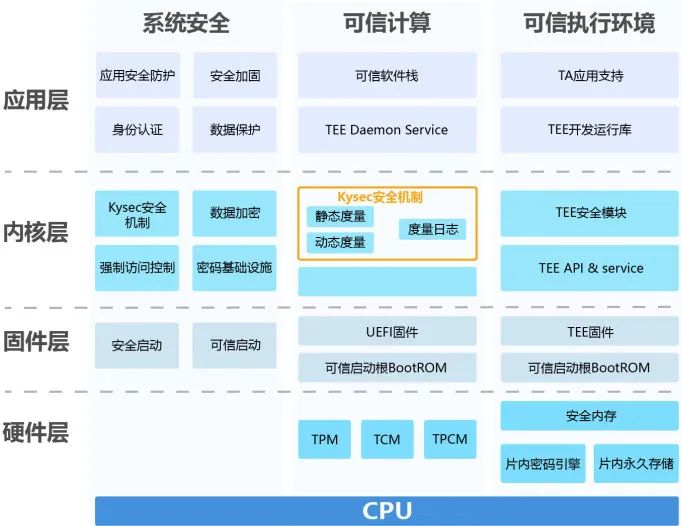 系统安全
可信计算
可信执行环境
应用层
应用安全防护
安全加固
可信软件栈
TA应用支持
身份认证
数据保护
TEE Daemon Service
TEE开发运行库
内核层
Kysec安全
机制
数据加密
Kysec安全机制
静态度量
动态度量
度量日志
TEE安全模块
强制访问控制
密码基础设施
TEE API & service
固件层
安全启动
可信启动
UEFI固件
TEE固件
可信启动根BootROM
可信启动根BootROM
硬件层
TPM
TCM
TPCM
安全内存
片内密码引擎
片内永久存储
CPU